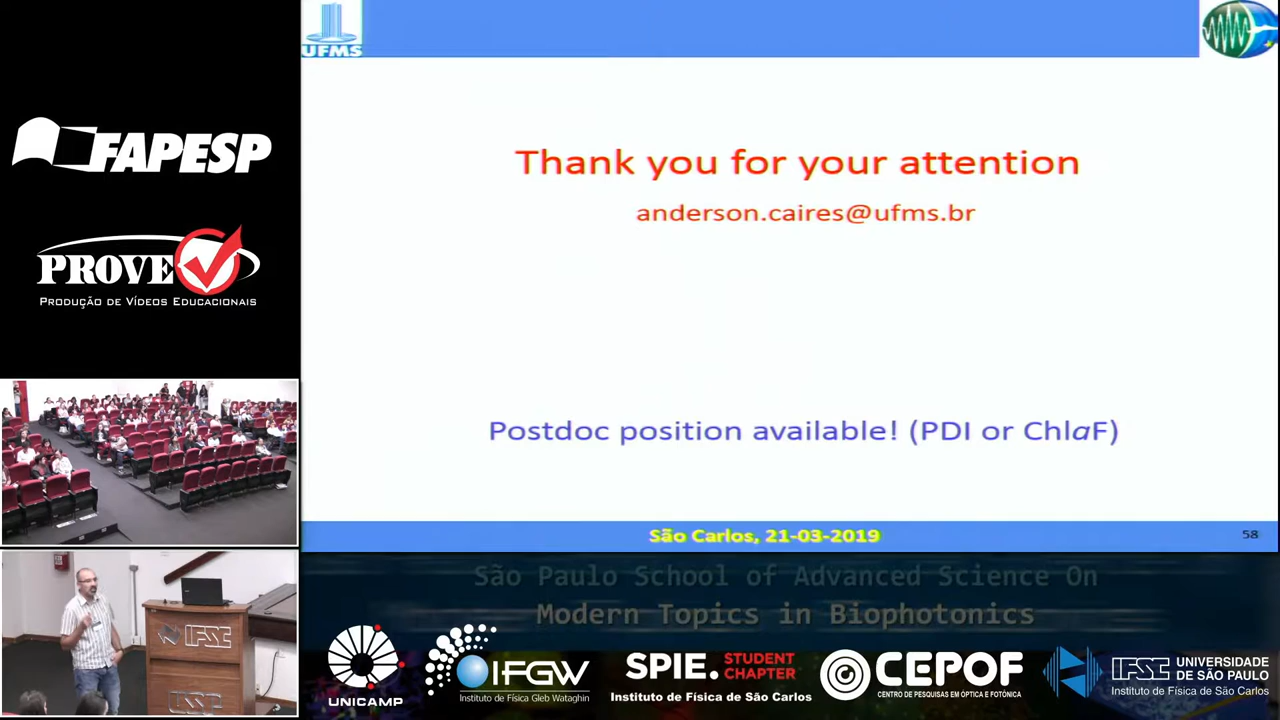 UFMS
Thank you for your attention
anderson.caires@ufms.br
Postdoc position available! (PDI or ChlaF)
São Carlos, 21-03-2019
58
FAPESP
PROVE
PRODUÇÃO DE VÍDEOS EDUCACIONAIS
IFSC
IFSC
São Paulo School of Advanced Science On
Modern Topics in Biophotonics
UNICAMP
IFGW
Instituto de Física Gleb Wataghin
SPIE. STUDENT CHAPTER
Instituto de Física de São Carlos
CEPOF
CENTRO DE PESQUISAS EM ÓPTICA E FOTÔNICA
IFSC UNIVERSIDADE DE SÃO PAULO
Instituto de Física de São Carlos